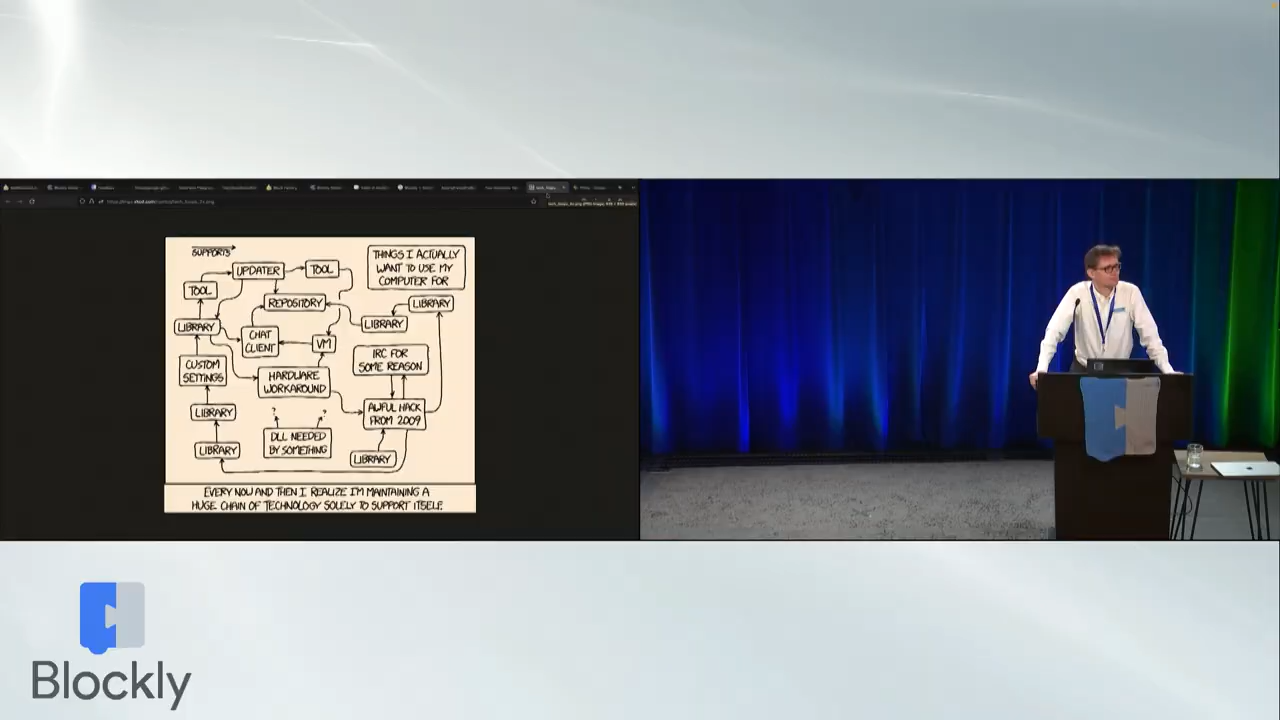 SUPPORTS
THINGS I ACTUALLY
WANT TO USE MY
COMPUTER FOR
UPDATER
TOOL
TOOL
REPOSITORY
LIBRARY
LIBRARY
LIBRARY
CHAT
CLIENT
VM
IRC FOR
SOME REASON
CUSTOM
SETTINGS
HARDWARE
WORKAROUND
LIBRARY
AWFUL HACK
FROM 2009
DLL NEEDED
BY SOMETHING
? ?
LIBRARY
LIBRARY
EVERY NOW AND THEN I REALIZE I'M MAINTAINING A
HUGE CHAIN OF TECHNOLOGY SOLELY TO SUPPORT ITSELF.
Blockly